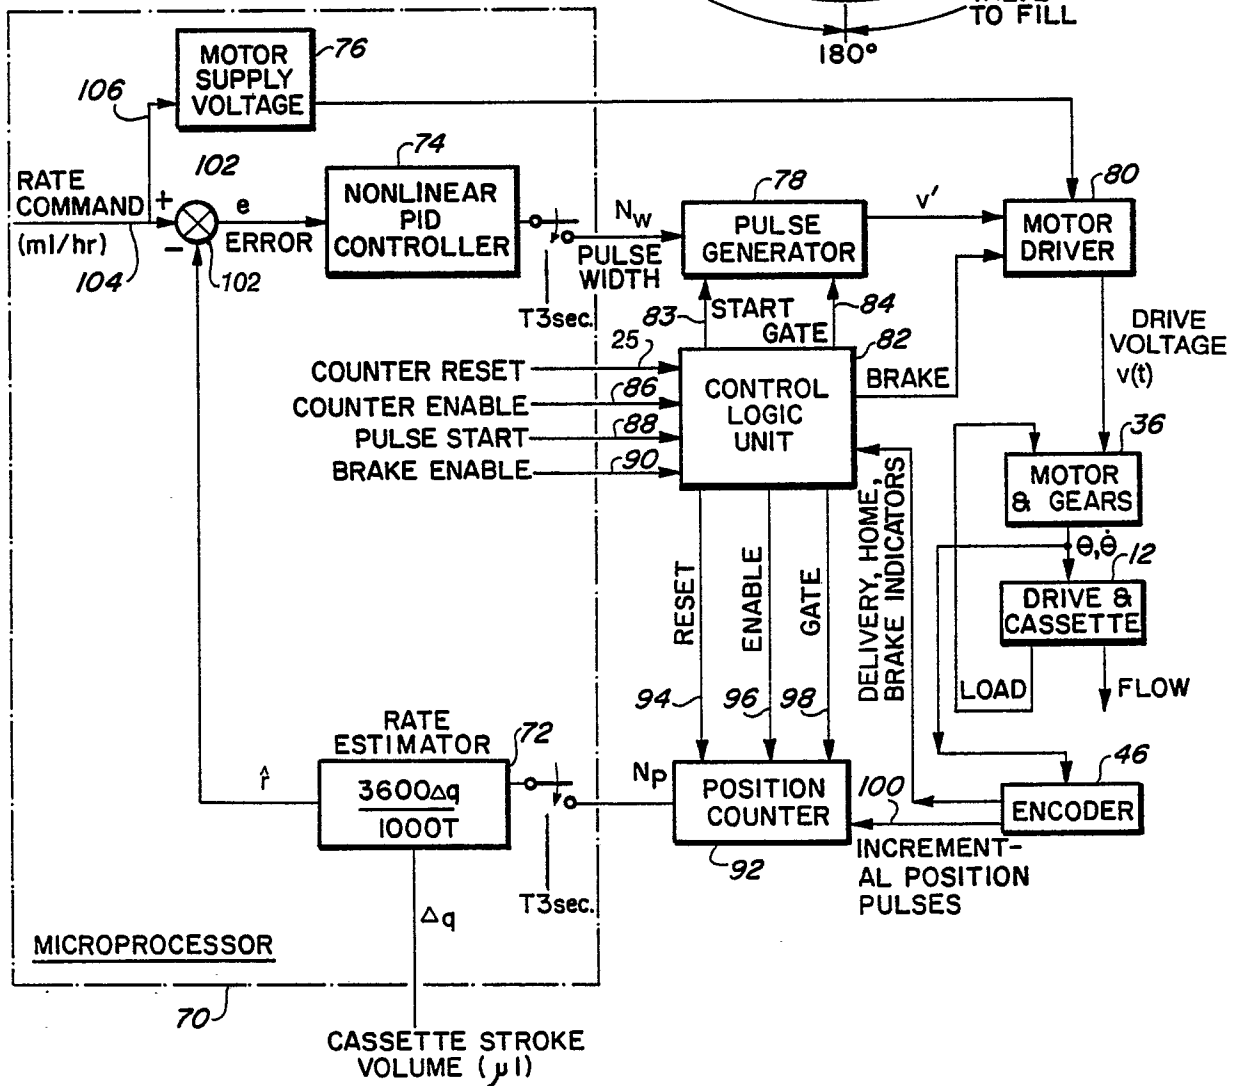 TO FILL
180°
MOTOR
SUPPLY
VOLTAGE
76
106
102
74
RATE
COMMAND
(ml/hr)
104
+
−
e
ERROR
102
NONLINEAR
PID
CONTROLLER
Nw
PULSE
WIDTH
T3sec.
78
PULSE
GENERATOR
v'
80
MOTOR
DRIVER
83
START
84
GATE
82
DRIVE
VOLTAGE
v(t)
COUNTER RESET
25
COUNTER ENABLE
86
PULSE START
88
BRAKE ENABLE
90
CONTROL
LOGIC
UNIT
BRAKE
36
MOTOR
& GEARS
θ,θ̇
12
DRIVE &
CASSETTE
LOAD
FLOW
RESET
ENABLE
GATE
DELIVERY, HOME,
BRAKE INDICATORS
94
96
98
RATE
ESTIMATOR
72
r̂
3600Δq
1000T
T3sec.
Np
POSITION
COUNTER
92
100
46
ENCODER
INCREMENT-
AL POSITION
PULSES
Δq
MICROPROCESSOR
70
CASSETTE STROKE
VOLUME (μl)